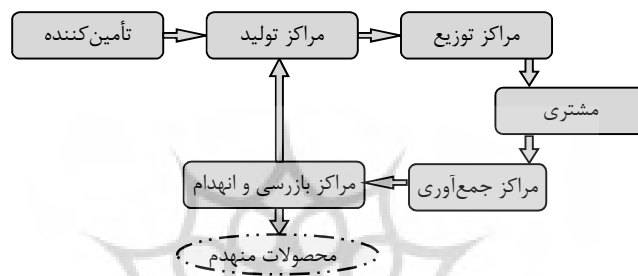 تأمین‌کننده
مراکز تولید
مراکز توزیع
مشتری
مراکز جمع‌آوری
مراکز بازرسی و انهدام
محصولات منهدم